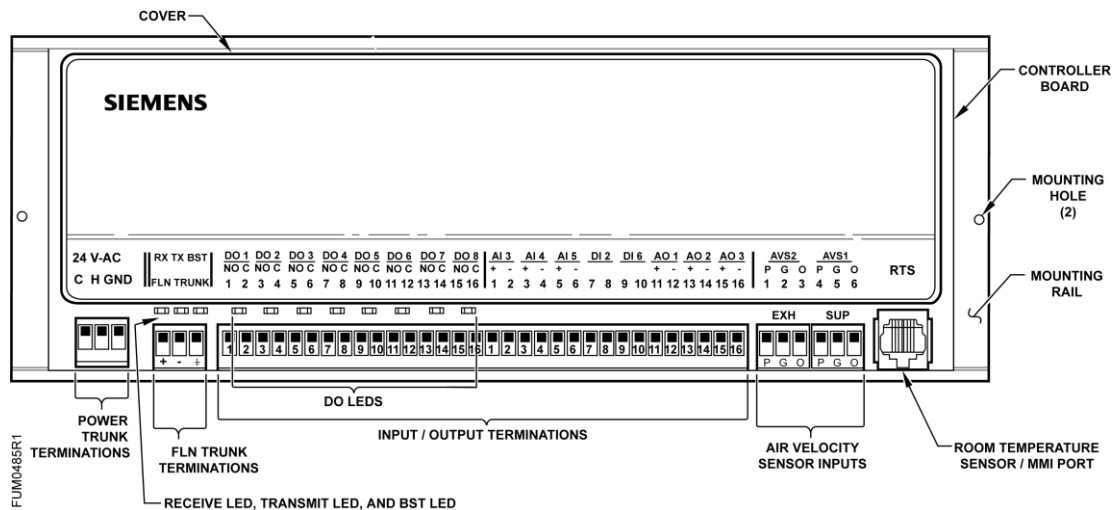 COVER
SIEMENS
CONTROLLER
BOARD
MOUNTING
HOLE
(2)
MOUNTING
RAIL
24 V-AC
C H GND
RX TX BST
FLN TRUNK
DO 1 DO 2 DO 3 DO 4 DO 5 DO 6 DO 7 DO 8 AI 3 AI 4 AI 5 DI 2 DI 6 AO 1 AO 2 AO 3
NO C NO C NO C NO C NO C NO C NO C NO C + - + - + - + - + - + -
1 2 3 4 5 6 7 8 9 10 11 12 13 14 15 16 1 2 3 4 5 6 7 8 9 10 11 12 13 14 15 16
AVS2 AVS1
P G O P G O
1 2 3 4 5 6
RTS
EXH SUP
1 2 3 4 5 6 7 8 9 10 11 12 13 14 15 16 1 2 3 4 5 6 7 8 9 10 11 12 13 14 15 16
+ -
P G O P G O
DO LEDS
POWER
TRUNK
TERMINATIONS
FLN TRUNK
TERMINATIONS
INPUT / OUTPUT TERMINATIONS
AIR VELOCITY
SENSOR INPUTS
ROOM TEMPERATURE
SENSOR / MMI PORT
RECEIVE LED, TRANSMIT LED, AND BST LED
FUM0485R1